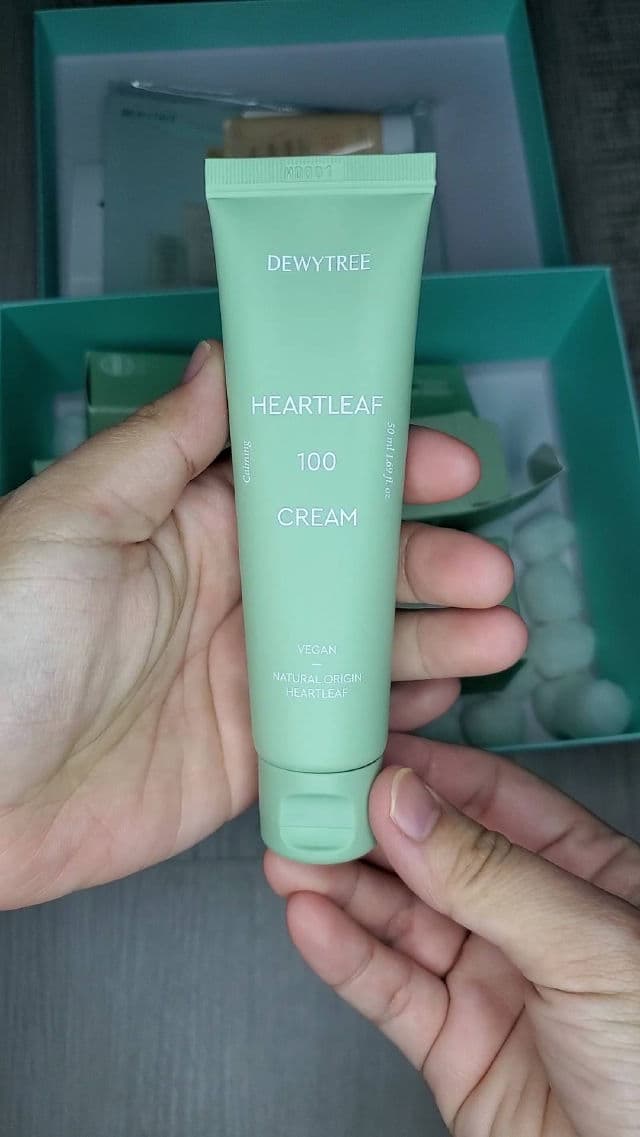 DEWYTREE
HEARTLEAF
100
CREAM
Calming
50 ml 1.69 fl. oz
VEGAN
NATURAL ORIGIN
HEARTLEAF